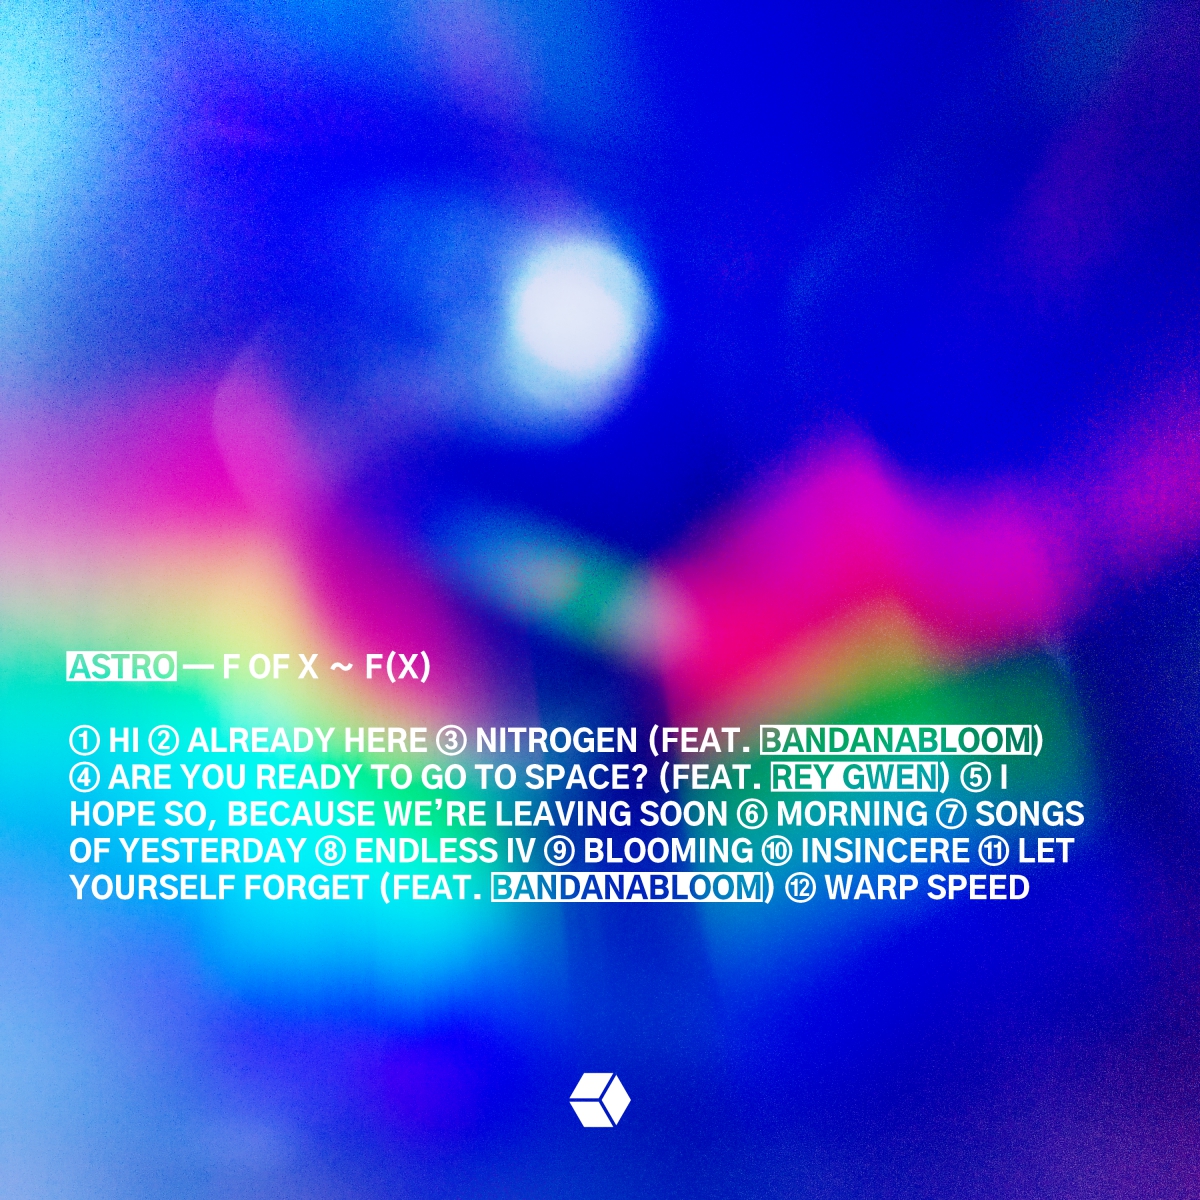 ASTRO — F OF X ~ F(X)
① HI ② ALREADY HERE ③ NITROGEN (FEAT. BANDANABLOOM)
④ ARE YOU READY TO GO TO SPACE? (FEAT. REY GWEN) ⑤ I
HOPE SO, BECAUSE WE’RE LEAVING SOON ⑥ MORNING ⑦ SONGS
OF YESTERDAY ⑧ ENDLESS IV ⑨ BLOOMING ⑩ INSINCERE ⑪ LET
YOURSELF FORGET (FEAT. BANDANABLOOM) ⑫ WARP SPEED